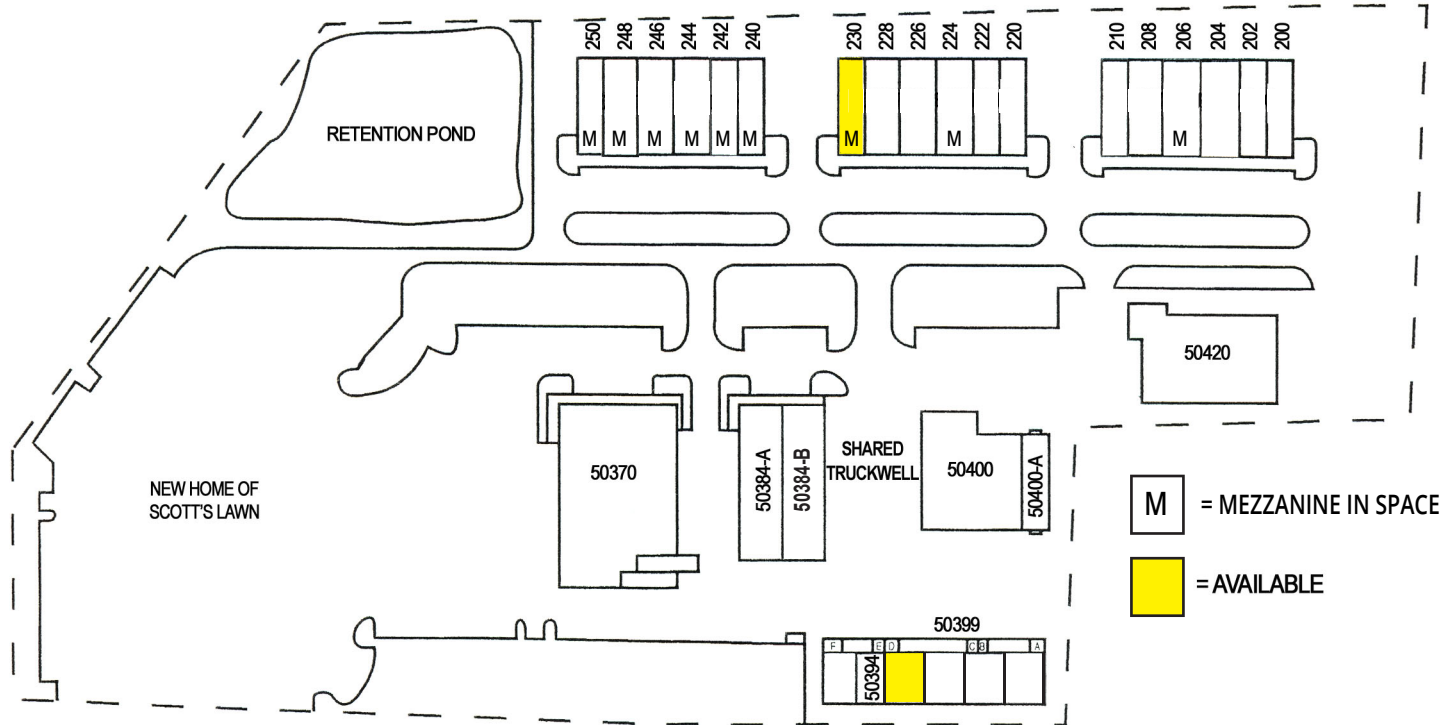 250
248
246
244
242
240
230
228
226
224
222
220
210
208
206
204
202
200
RETENTION POND
M
M
M
M
M
M
M
M
M
50420
50370
50384-A
50384-B
SHARED
TRUCKWELL
50400
50400-A
NEW HOME OF
SCOTT'S LAWN
M = MEZZANINE IN SPACE
= AVAILABLE
50399
F
E
D
C
B
A
50394